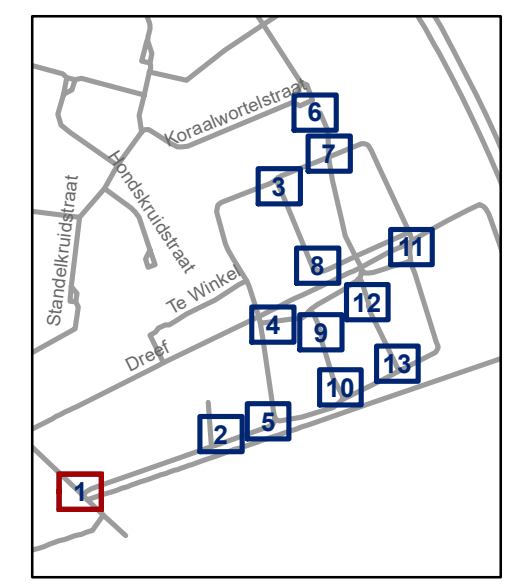 6
Koraalwortelstraat
7
Hondskruidstraat
3
Standelkruidstraat
11
8
Te Winkel
12
4
9
Dreef
13
10
5
2
1